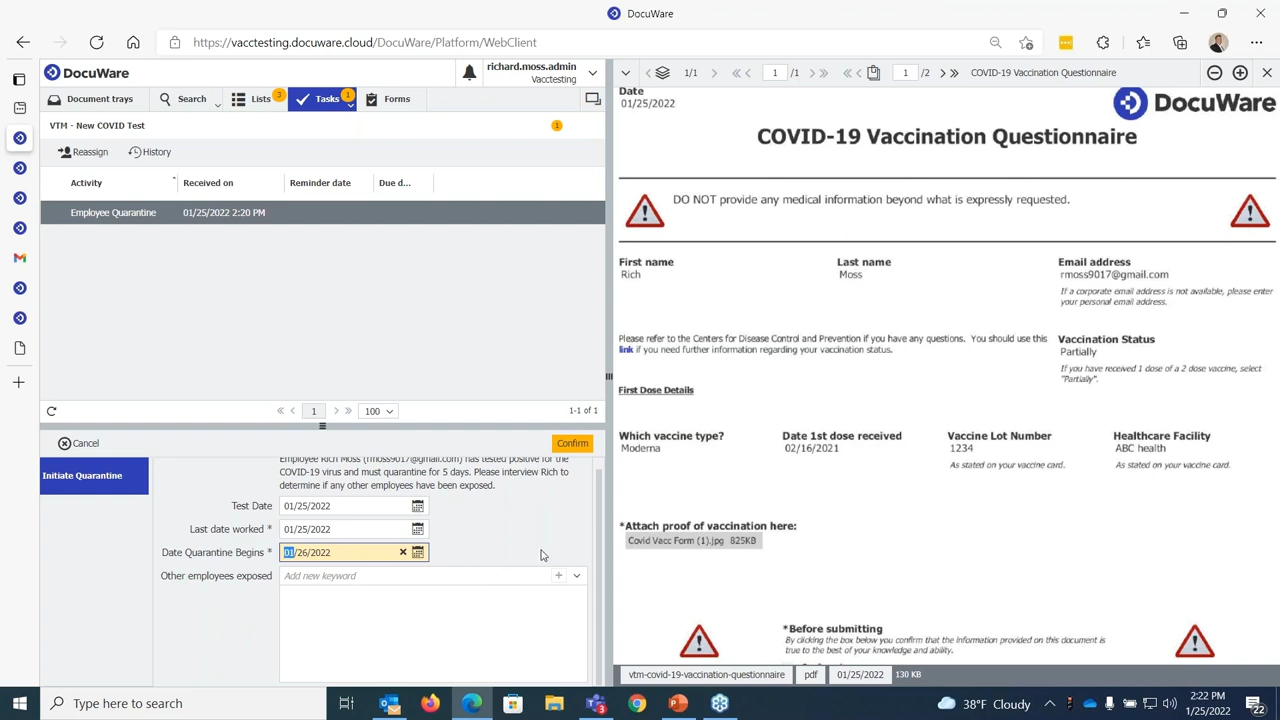 DocuWare
https://vacctesting.docuware.cloud/DocuWare/Platform/WebClient
DocuWare
richard.moss.admin
Vacctesting
Document trays
Search
Lists
3
Tasks
1
Forms
VTM - New COVID Test
1
Reassign
History
Activity
Received on
Reminder date
Due d...
Employee Quarantine
01/25/2022 2:20 PM
1
100
1-1 of 1
Cancel
Confirm
Initiate Quarantine
Employee Rich Moss (rmoss9017@gmail.com) has tested positive for the
COVID-19 virus and must quarantine for 5 days. Please interview Rich to
determine if any other employees have been exposed.
Test Date
01/25/2022
Last date worked *
01/25/2022
Date Quarantine Begins *
01/26/2022
Other employees exposed
Add new keyword
1/1
1
/1
1
/2
COVID-19 Vaccination Questionnaire
Date
01/25/2022
DocuWare
COVID-19 Vaccination Questionnaire
DO NOT provide any medical information beyond what is expressly requested.
First name
Rich
Last name
Moss
Email address
rmoss9017@gmail.com
If a corporate email address is not available, please enter
your personal email address.
Please refer to the Centers for Disease Control and Prevention if you have any questions. You should use this
link if you need further information regarding your vaccination status.
Vaccination Status
Partially
If you have received 1 dose of a 2 dose vaccine, select
"Partially".
First Dose Details
Which vaccine type?
Moderna
Date 1st dose received
02/16/2021
Vaccine Lot Number
1234
As stated on your vaccine card.
Healthcare Facility
ABC health
As stated on your vaccine card.
*Attach proof of vaccination here:
Covid Vacc Form (1).jpg 825KB
*Before submitting
By clicking the box below you confirm that the information provided on this document is
true to the best of your knowledge and ability.
vtm-covid-19-vaccination-questionnaire
pdf
01/25/2022
130 KB
Type here to search
38°F Cloudy
2:22 PM
1/25/2022
22